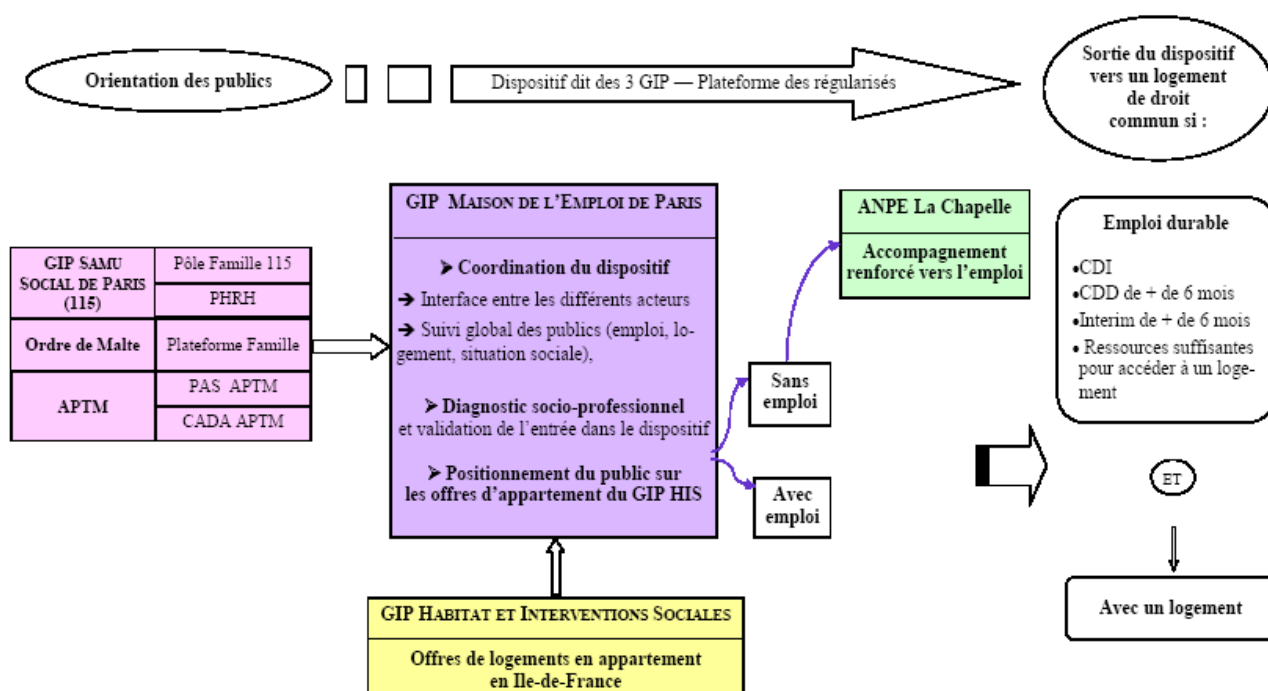 Orientation des publics
Dispositif dit des 3 GIP — Plateforme des régularisés
Sortie du dispositif
vers un logement
de droit
commun si :
GIP SAMU
SOCIAL DE PARIS
(115)
Pôle Famille 115
PHRH
Ordre de Malte
Plateforme Famille
APTM
PAS APTM
CADA APTM
GIP MAISON DE L'EMPLOI DE PARIS
➢ Coordination du dispositif
➔ Interface entre les différents acteurs
➔ Suivi global des publics (emploi, lo-
gement, situation sociale),
➢ Diagnostic socio-professionnel
et validation de l'entrée dans le dispositif
➢ Positionnement du public sur
les offres d'appartement du GIP HIS
GIP HABITAT ET INTERVENTIONS SOCIALES
Offres de logements en appartement
en Ile-de-France
Sans
emploi
Avec
emploi
ANPE La Chapelle
Accompagnement
renforcé vers l'emploi
Emploi durable
•CDI
•CDD de + de 6 mois
•Interim de + de 6 mois
• Ressources suffisantes
pour accéder à un loge-
ment
ET
Avec un logement